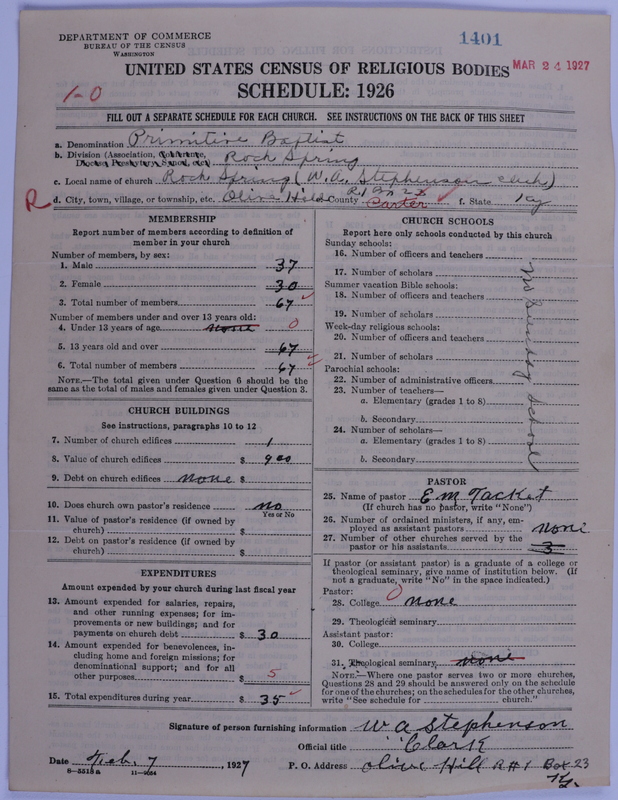 DEPARTMENT OF COMMERCE
BUREAU OF THE CENSUS
WASHINGTON
1401
MAR 24 1927
UNITED STATES CENSUS OF RELIGIOUS BODIES
SCHEDULE: 1926
1-0
FILL OUT A SEPARATE SCHEDULE FOR EACH CHURCH. SEE INSTRUCTIONS ON THE BACK OF THIS SHEET
a. Denomination Primitive Baptist
b. Division (Association, Conference, Rock Spring
Diocese, Presbytery, Synod, etc.)
c. Local name of church Rock Spring (W.A. Stephenson clerk)
R d. City, town, village, or township, etc. Olive Hill County Carter f. State Ky
MEMBERSHIP
Report number of members according to definition of
member in your church
Number of members, by sex:
1. Male 37
2. Female 30
3. Total number of members 67
Number of members under and over 13 years old:
4. Under 13 years of age none 0
5. 13 years old and over 67
6. Total number of members 67
NOTE.—The total given under Question 6 should be the
same as the total of males and females given under Question 3.
CHURCH BUILDINGS
See instructions, paragraphs 10 to 12
7. Number of church edifices 1
8. Value of church edifices $ 900
9. Debt on church edifices none $
10. Does church own pastor's residence no
Yes or No
11. Value of pastor's residence (if owned by
church) $
12. Debt on pastor's residence (if owned by
church) $
EXPENDITURES
Amount expended by your church during last fiscal year
13. Amount expended for salaries, repairs,
and other running expenses; for im-
provements or new buildings; and for
payments on church debt $ 30
14. Amount expended for benevolences, in-
cluding home and foreign missions; for
denominational support; and for all
other purposes $ 5
15. Total expenditures during year $ 35
CHURCH SCHOOLS
Report here only schools conducted by this church
Sunday schools:
16. Number of officers and teachers
17. Number of scholars
Summer vacation Bible schools:
18. Number of officers and teachers
19. Number of scholars
Week-day religious schools:
20. Number of officers and teachers
21. Number of scholars
Parochial schools:
22. Number of administrative officers
23. Number of teachers—
a. Elementary (grades 1 to 8)
b. Secondary
24. Number of scholars—
a. Elementary (grades 1 to 8)
b. Secondary
no Sunday School
PASTOR
25. Name of pastor E M Tacket
(If church has no pastor, write "None")
26. Number of ordained ministers, if any, em-
ployed as assistant pastors none
27. Number of other churches served by the
pastor or his assistants 3
If pastor (or assistant pastor) is a graduate of a college or
theological seminary, give name of institution below. (If
not a graduate, write "No" in the space indicated.)
Pastor:
28. College 0 none
29. Theological seminary
Assistant pastor:
30. College
31. Theological seminary none
NOTE.—Where one pastor serves two or more churches,
Questions 28 and 29 should be answered only on the schedule
for one of the churches; on the schedules for the other churches,
write "See schedule for church."
Signature of person furnishing information W A Stephenson
Official title Clark
Date Feb. 7, 1927 P. O. Address Olive Hill R#1 Box 23
Ky.
8-5518a 11-9054